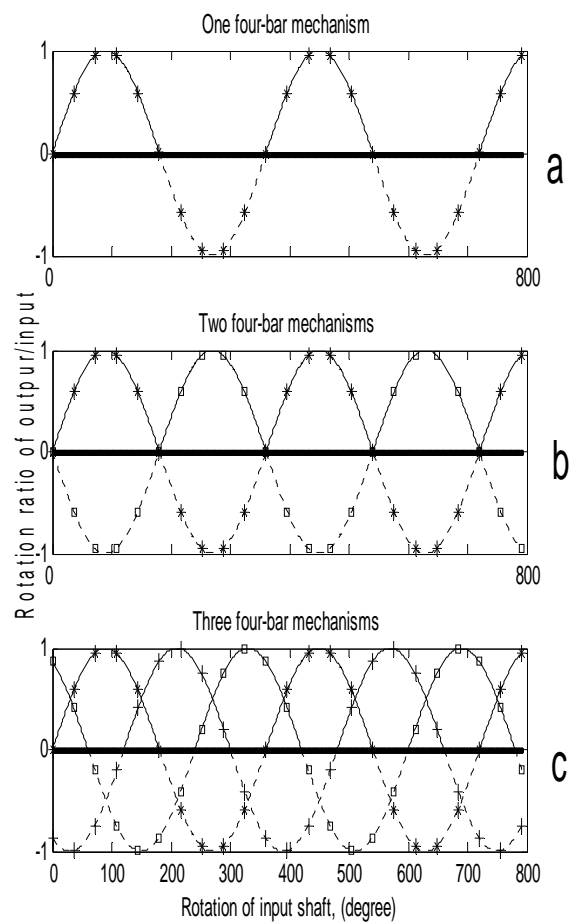 One four-bar mechanism
1
0
-1
0
800
a
Rotation ratio of outpur/input
Two four-bar mechanisms
1
0
-1
0
800
b
Three four-bar mechanisms
1
0
-1
0 100 200 300 400 500 600 700 800
c
Rotation of input shaft, (degree)